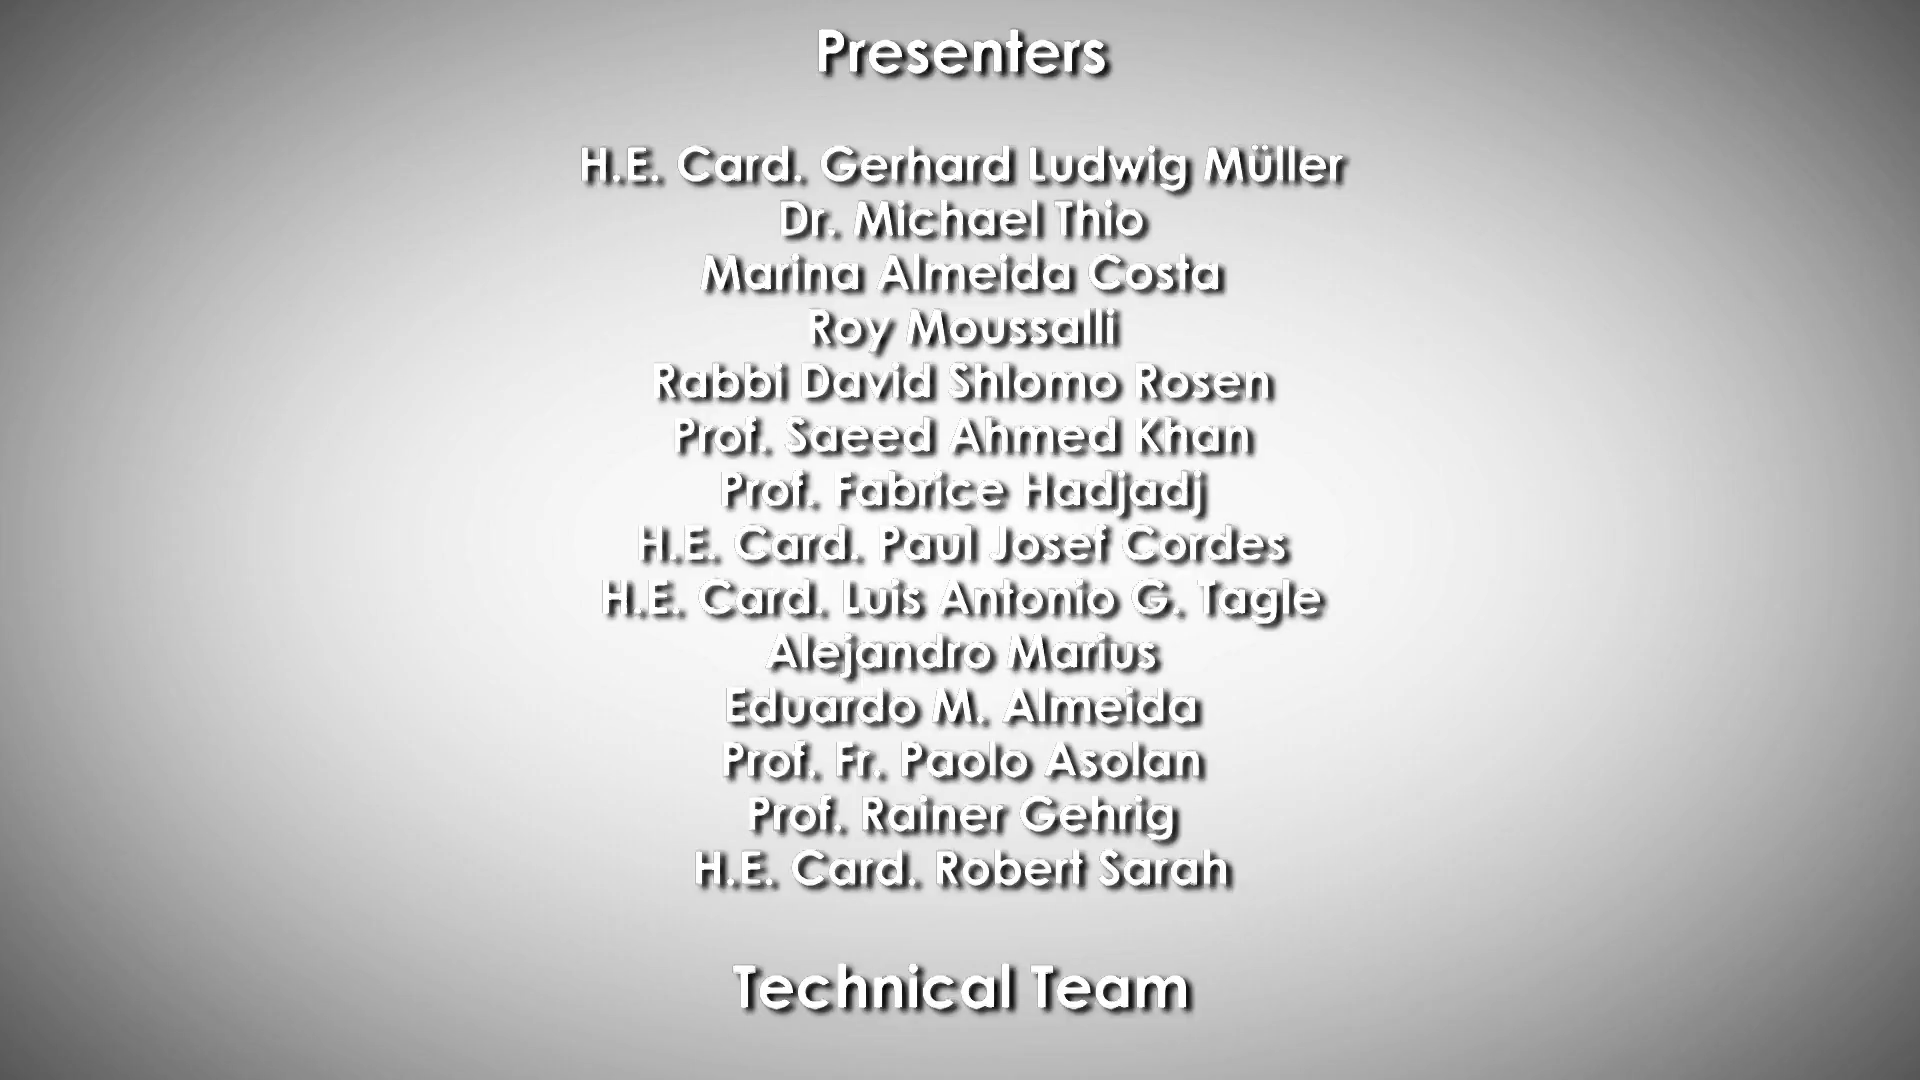 Presenters
H.E. Card. Gerhard Ludwig Müller
Dr. Michael Thio
Marina Almeida Costa
Roy Moussalli
Rabbi David Shlomo Rosen
Prof. Saeed Ahmed Khan
Prof. Fabrice Hadjadj
H.E. Card. Paul Josef Cordes
H.E. Card. Luis Antonio G. Tagle
Alejandro Marius
Eduardo M. Almeida
Prof. Fr. Paolo Asolan
Prof. Rainer Gehrig
H.E. Card. Robert Sarah
Technical Team